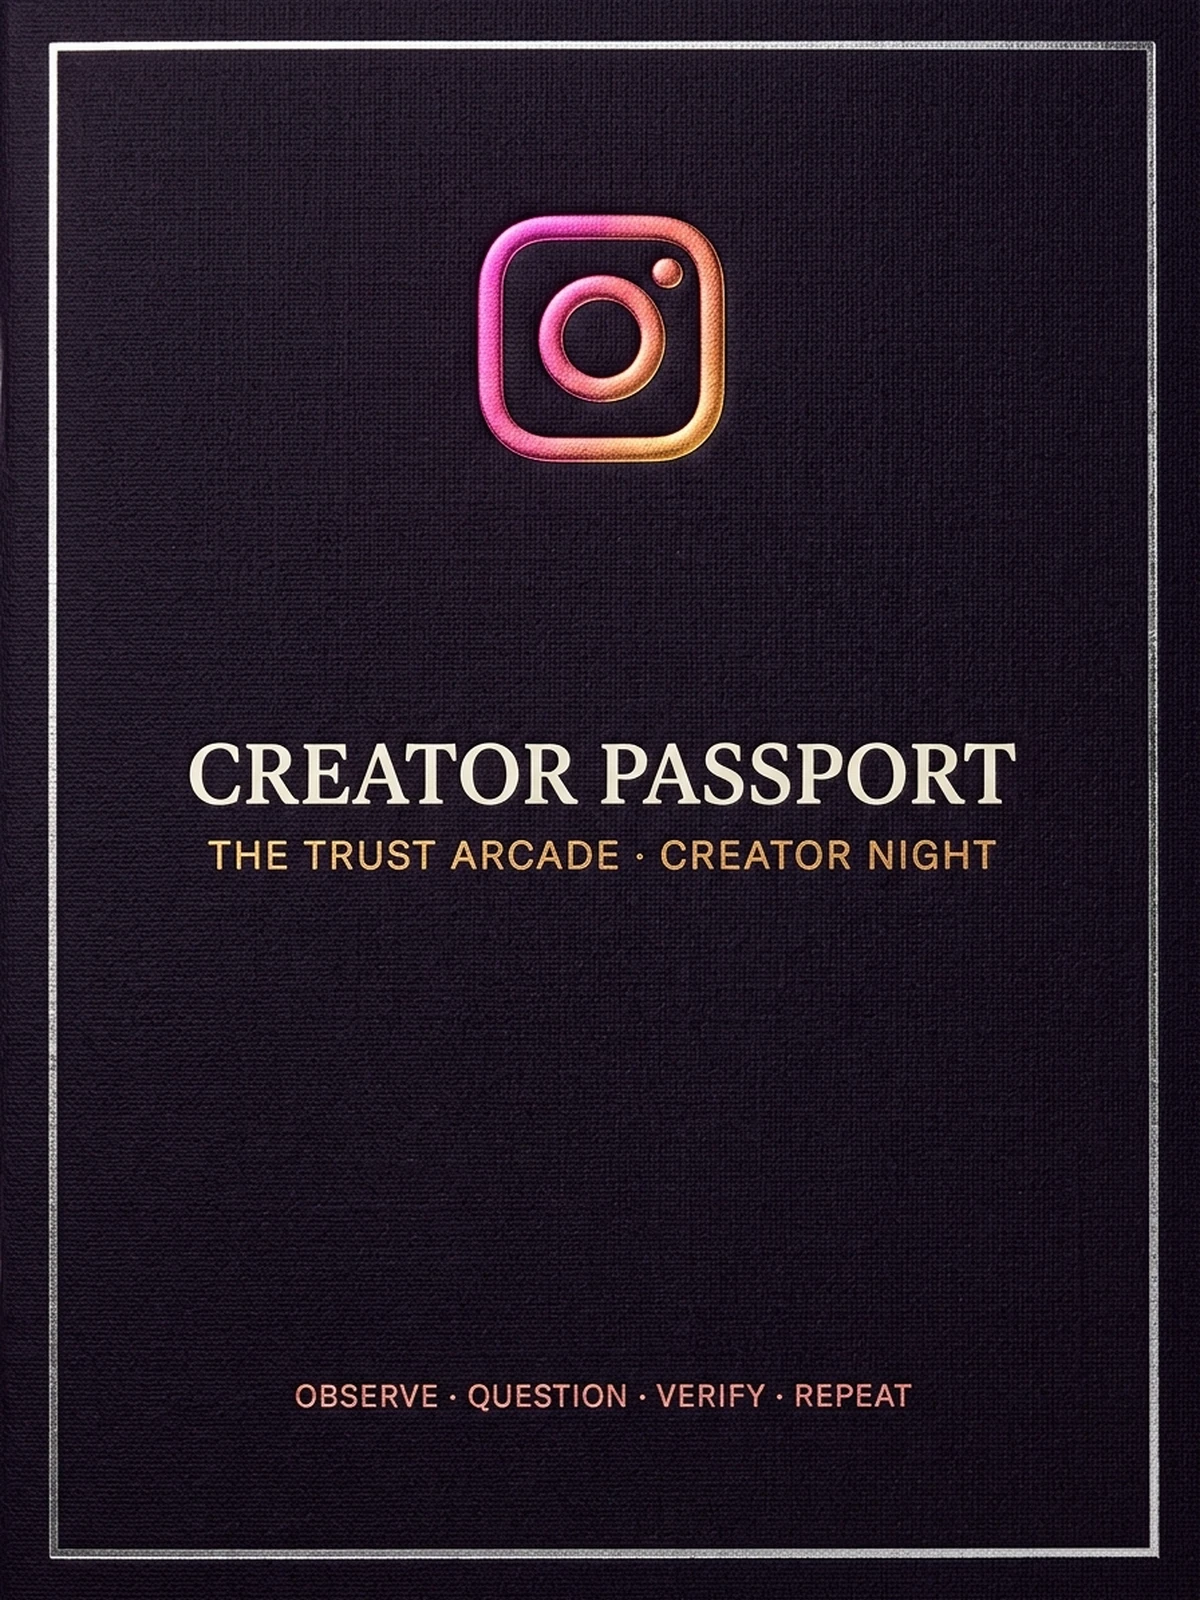 CREATOR PASSPORT
THE TRUST ARCADE · CREATOR NIGHT
OBSERVE · QUESTION · VERIFY · REPEAT